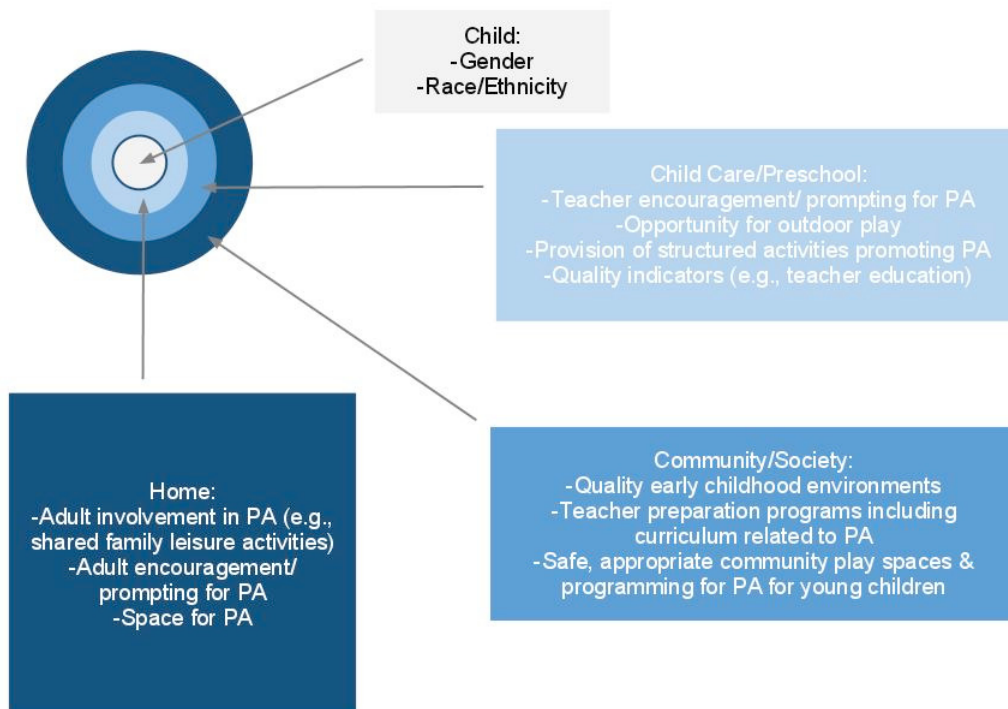 Child:
-Gender
-Race/Ethnicity
Child Care/Preschool:
-Teacher encouragement/ prompting for PA
-Opportunity for outdoor play
-Provision of structured activities promoting PA
-Quality indicators (e.g., teacher education)
Home:
-Adult involvement in PA (e.g.,
shared family leisure activities)
-Adult encouragement/
prompting for PA
-Space for PA
Community/Society:
-Quality early childhood environments
-Teacher preparation programs including
curriculum related to PA
-Safe, appropriate community play spaces &
programming for PA for young children